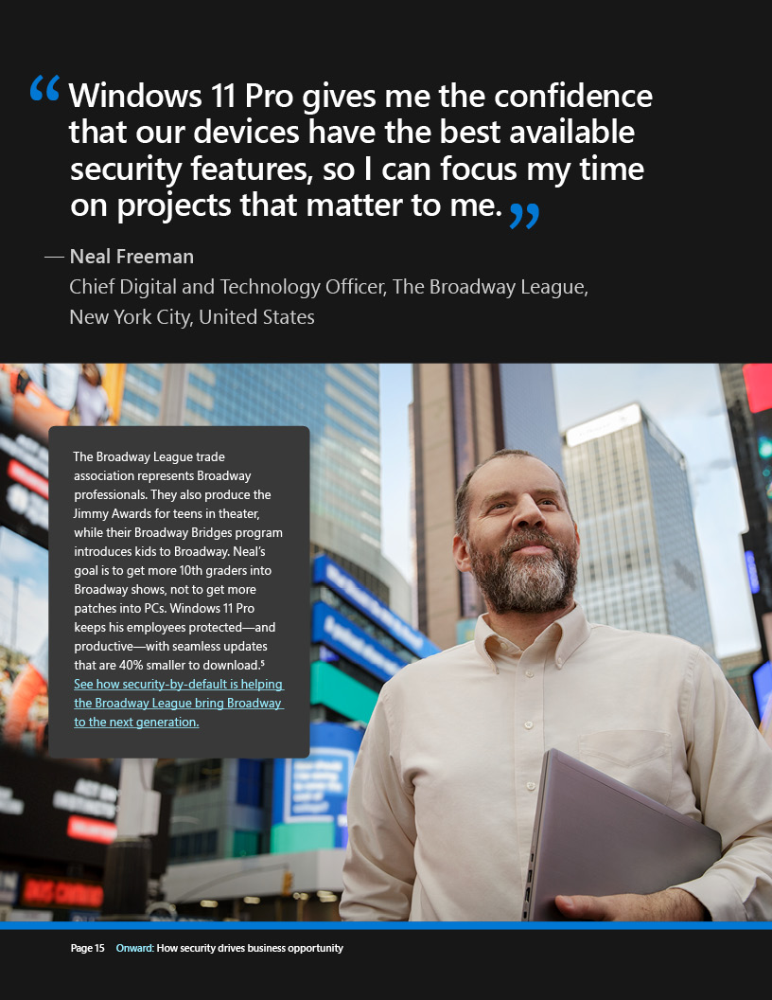 “Windows 11 Pro gives me the confidence
that our devices have the best available
security features, so I can focus my time
on projects that matter to me.”
— Neal Freeman
Chief Digital and Technology Officer, The Broadway League,
New York City, United States
The Broadway League trade
association represents Broadway
professionals. They also produce the
Jimmy Awards for teens in theater,
while their Broadway Bridges program
introduces kids to Broadway. Neal’s
goal is to get more 10th graders into
Broadway shows, not to get more
patches into PCs. Windows 11 Pro
keeps his employees protected—and
productive—with seamless updates
that are 40% smaller to download.⁵
See how security-by-default is helping
the Broadway League bring Broadway
to the next generation.
Page 15 Onward: How security drives business opportunity